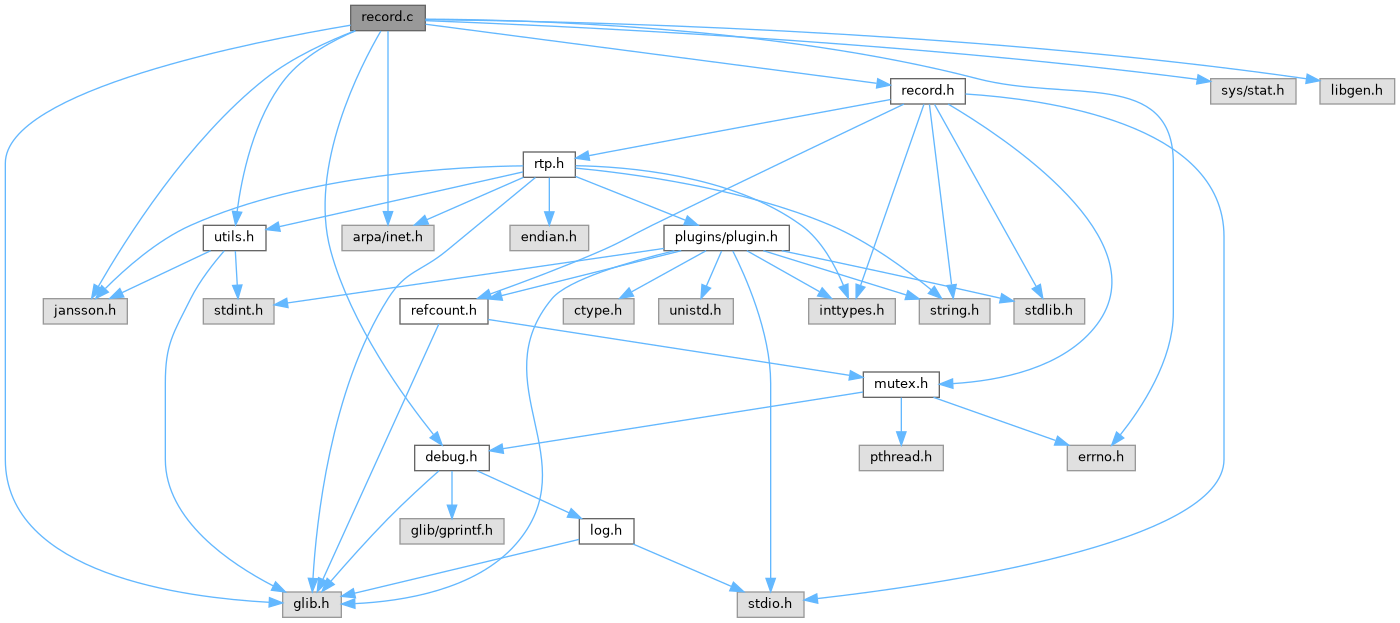 record.c
record.h
sys/stat.h
libgen.h
rtp.h
utils.h
arpa/inet.h
endian.h
plugins/plugin.h
jansson.h
stdint.h
refcount.h
ctype.h
unistd.h
inttypes.h
string.h
stdlib.h
mutex.h
debug.h
pthread.h
errno.h
glib/gprintf.h
log.h
glib.h
stdio.h